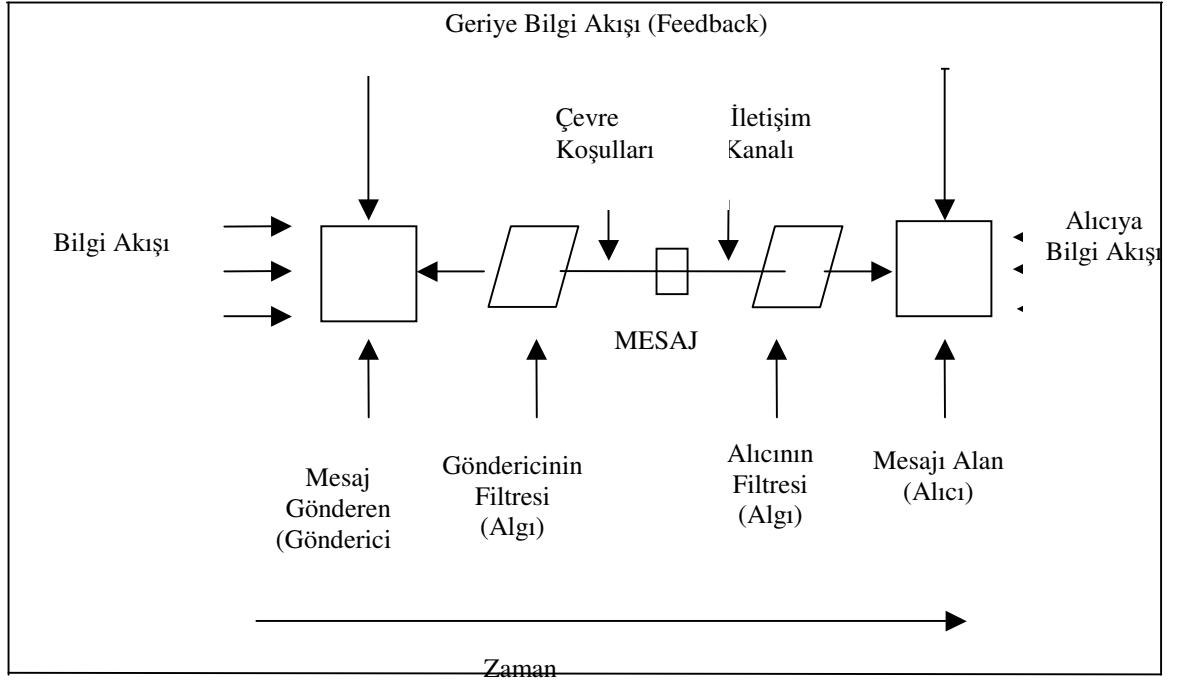 Geriye Bilgi Akışı (Feedback)
Çevre
Koşulları
İletişim
Kanalı
Bilgi Akışı
Alıcıya
Bilgi Akışı
MESAJ
Mesaj
Gönderen
(Gönderici
Göndericinin
Filtresi
(Algı)
Alıcının
Filtresi
(Algı)
Mesajı Alan
(Alıcı)
Zaman